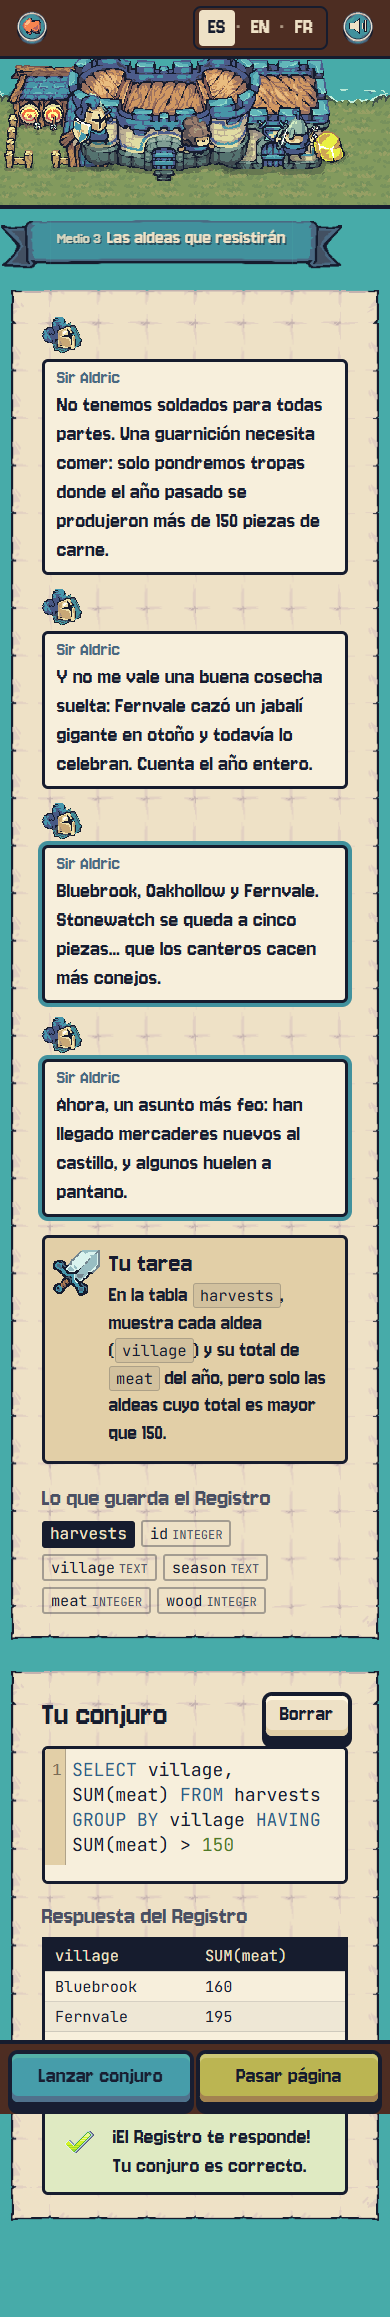 ES · EN · FR
Medio 3 Las aldeas que resistirán
Sir Aldric
No tenemos soldados para todas
partes. Una guarnición necesita
comer: solo pondremos tropas
donde el año pasado se
produjeron más de 150 piezas de
carne.
Sir Aldric
Y no me vale una buena cosecha
suelta: Fernvale cazó un jabalí
gigante en otoño y todavía lo
celebran. Cuenta el año entero.
Sir Aldric
Bluebrook, Oakhollow y Fernvale.
Stonewatch se queda a cinco
piezas... que los canteros cacen
más conejos.
Sir Aldric
Ahora, un asunto más feo: han
llegado mercaderes nuevos al
castillo, y algunos huelen a
pantano.
Tu tarea
En la tabla harvests,
muestra cada aldea
(village) y su total de
meat del año, pero solo las
aldeas cuyo total es mayor
que 150.
Lo que guarda el Registro
harvests id INTEGER
village TEXT season TEXT
meat INTEGER wood INTEGER
Tu conjuro Borrar
1 SELECT village,
SUM(meat) FROM harvests
GROUP BY village HAVING
SUM(meat) > 150
Respuesta del Registro
village SUM(meat)
Bluebrook 160
Fernvale 195
Lanzar conjuro Pasar página
¡El Registro te responde!
Tu conjuro es correcto.